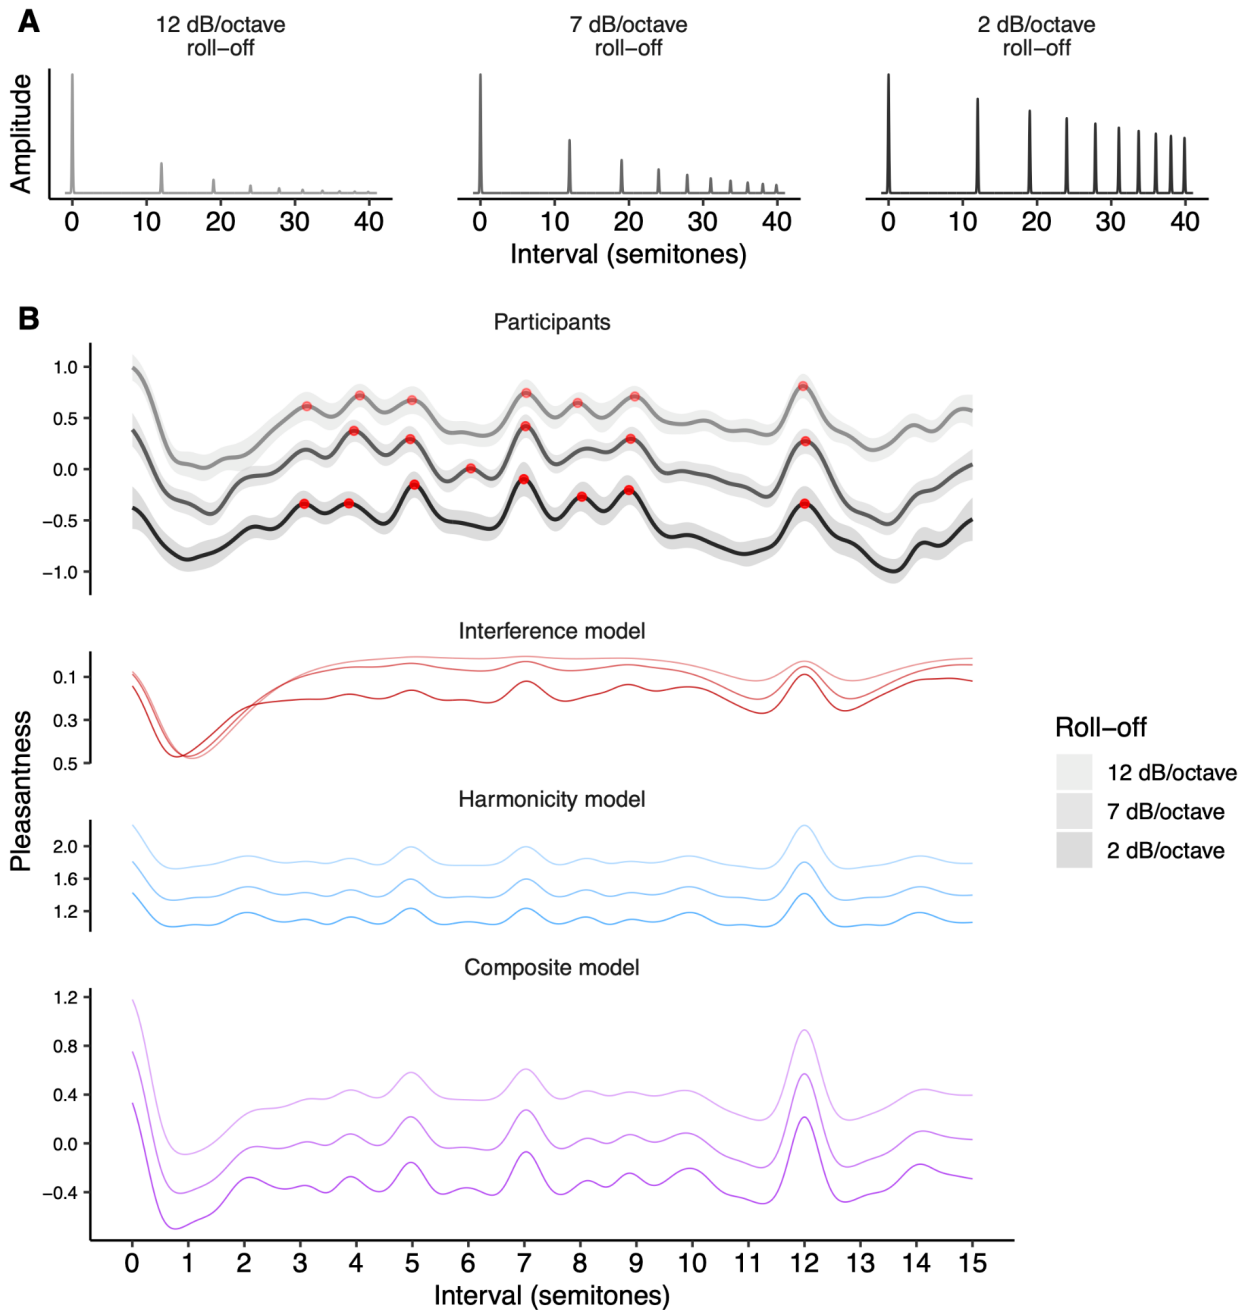 A
12 dB/octave
roll−off
7 dB/octave
roll−off
2 dB/octave
roll−off
Amplitude
0 10 20 30 40
0 10 20 30 40
0 10 20 30 40
Interval (semitones)
B
Participants
1.0
0.5
0.0
−0.5
−1.0
Interference model
0.1
0.3
0.5
Pleasantness
Harmonicity model
2.0
1.6
1.2
Composite model
1.2
0.8
0.4
0.0
−0.4
0 1 2 3 4 5 6 7 8 9 10 11 12 13 14 15
Interval (semitones)
Roll−off
12 dB/octave
7 dB/octave
2 dB/octave